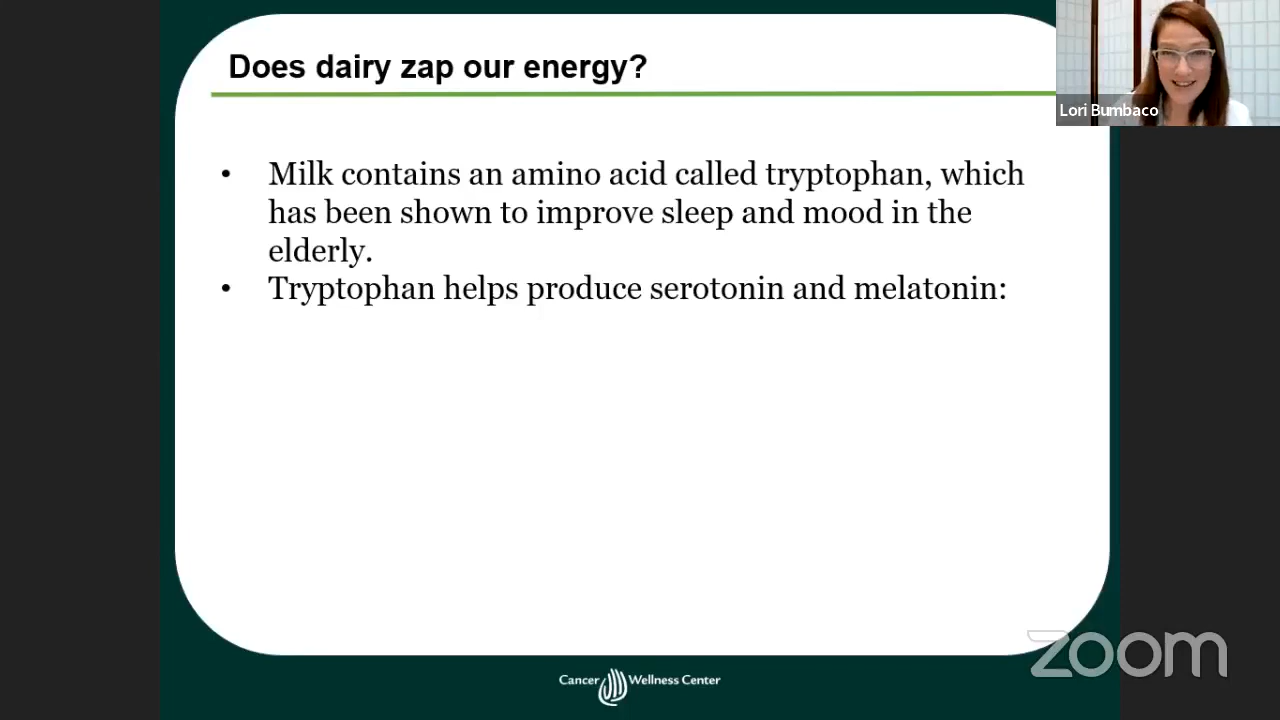 Does dairy zap our energy?
Lori Bumbaco
• Milk contains an amino acid called tryptophan, which
has been shown to improve sleep and mood in the
elderly.
• Tryptophan helps produce serotonin and melatonin:
zoom
Cancer Wellness Center